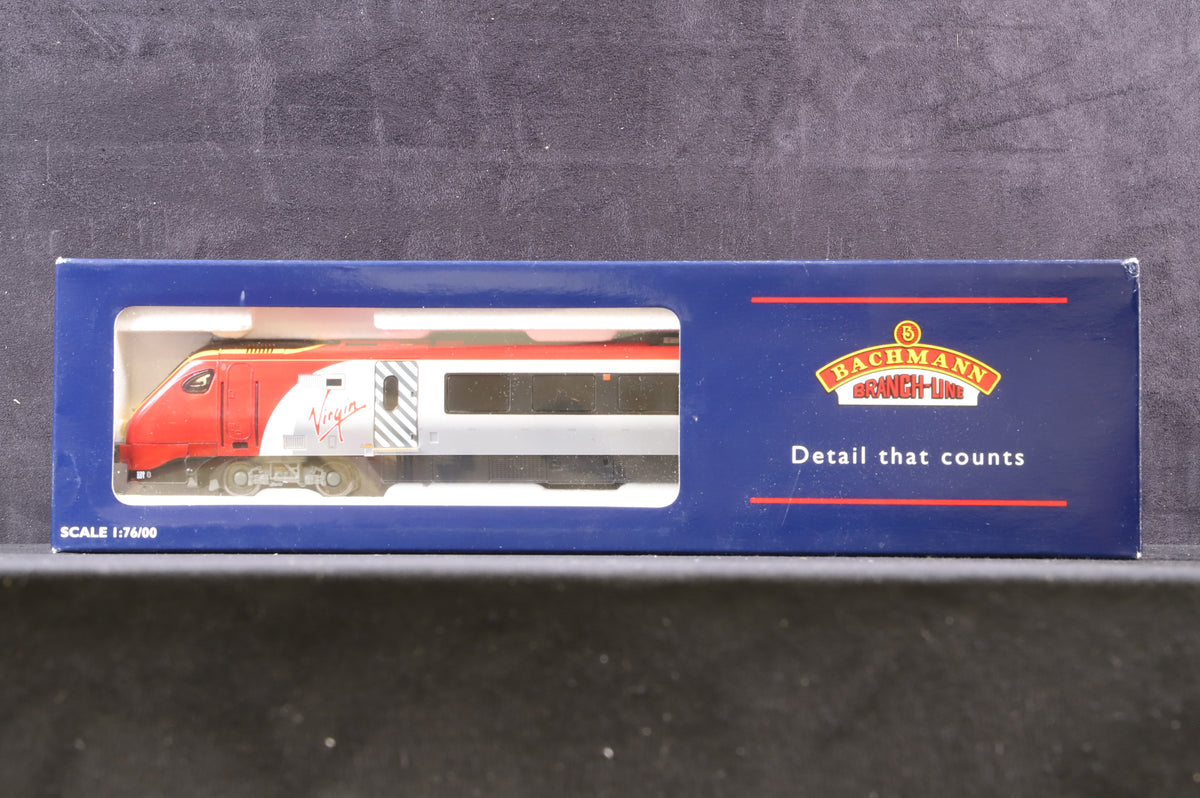 BACHMANN
BRANCH-LINE
Detail that counts
Virgin
SCALE 1:76/00